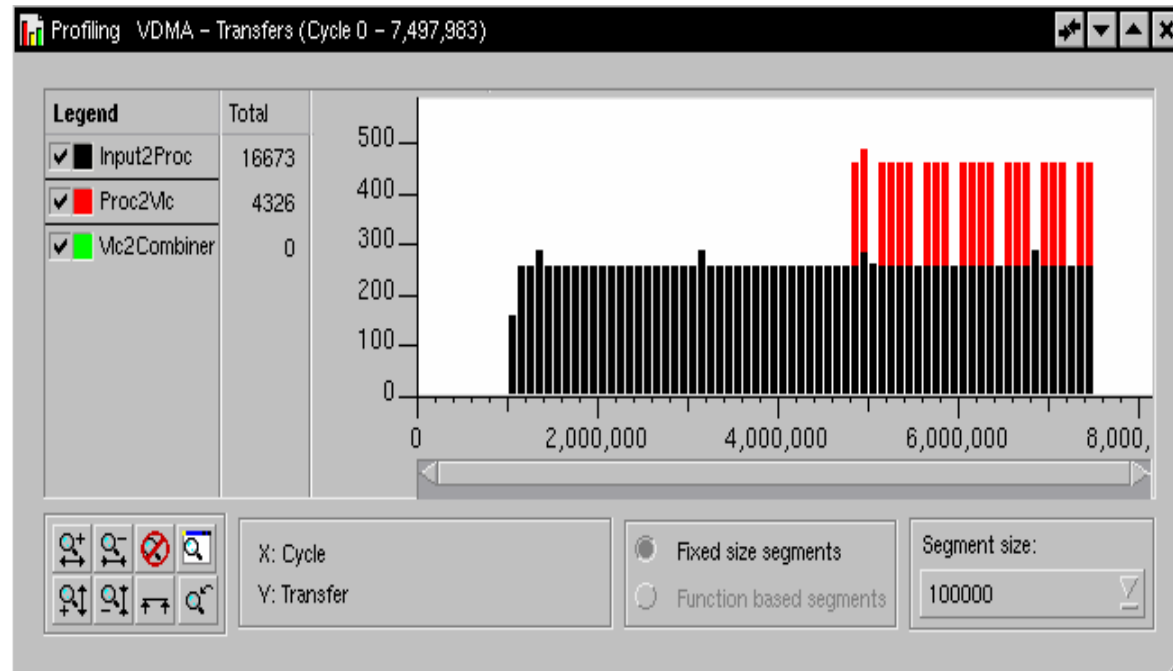 Profiling VDMA – Transfers (Cycle 0 – 7,497,983)
Legend Total
Input2Proc 16673
Proc2Vlc 4326
Vlc2Combiner 0
500
400
300
200
100
0
0 2,000,000 4,000,000 6,000,000 8,000,
X: Cycle
Y: Transfer
Fixed size segments
Function based segments
Segment size:
100000